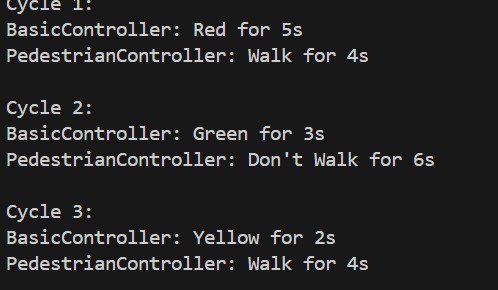 Cycle 1:
BasicController: Red for 5s
PedestrianController: Walk for 4s
Cycle 2:
BasicController: Green for 3s
PedestrianController: Don't Walk for 6s
Cycle 3:
BasicController: Yellow for 2s
PedestrianController: Walk for 4s